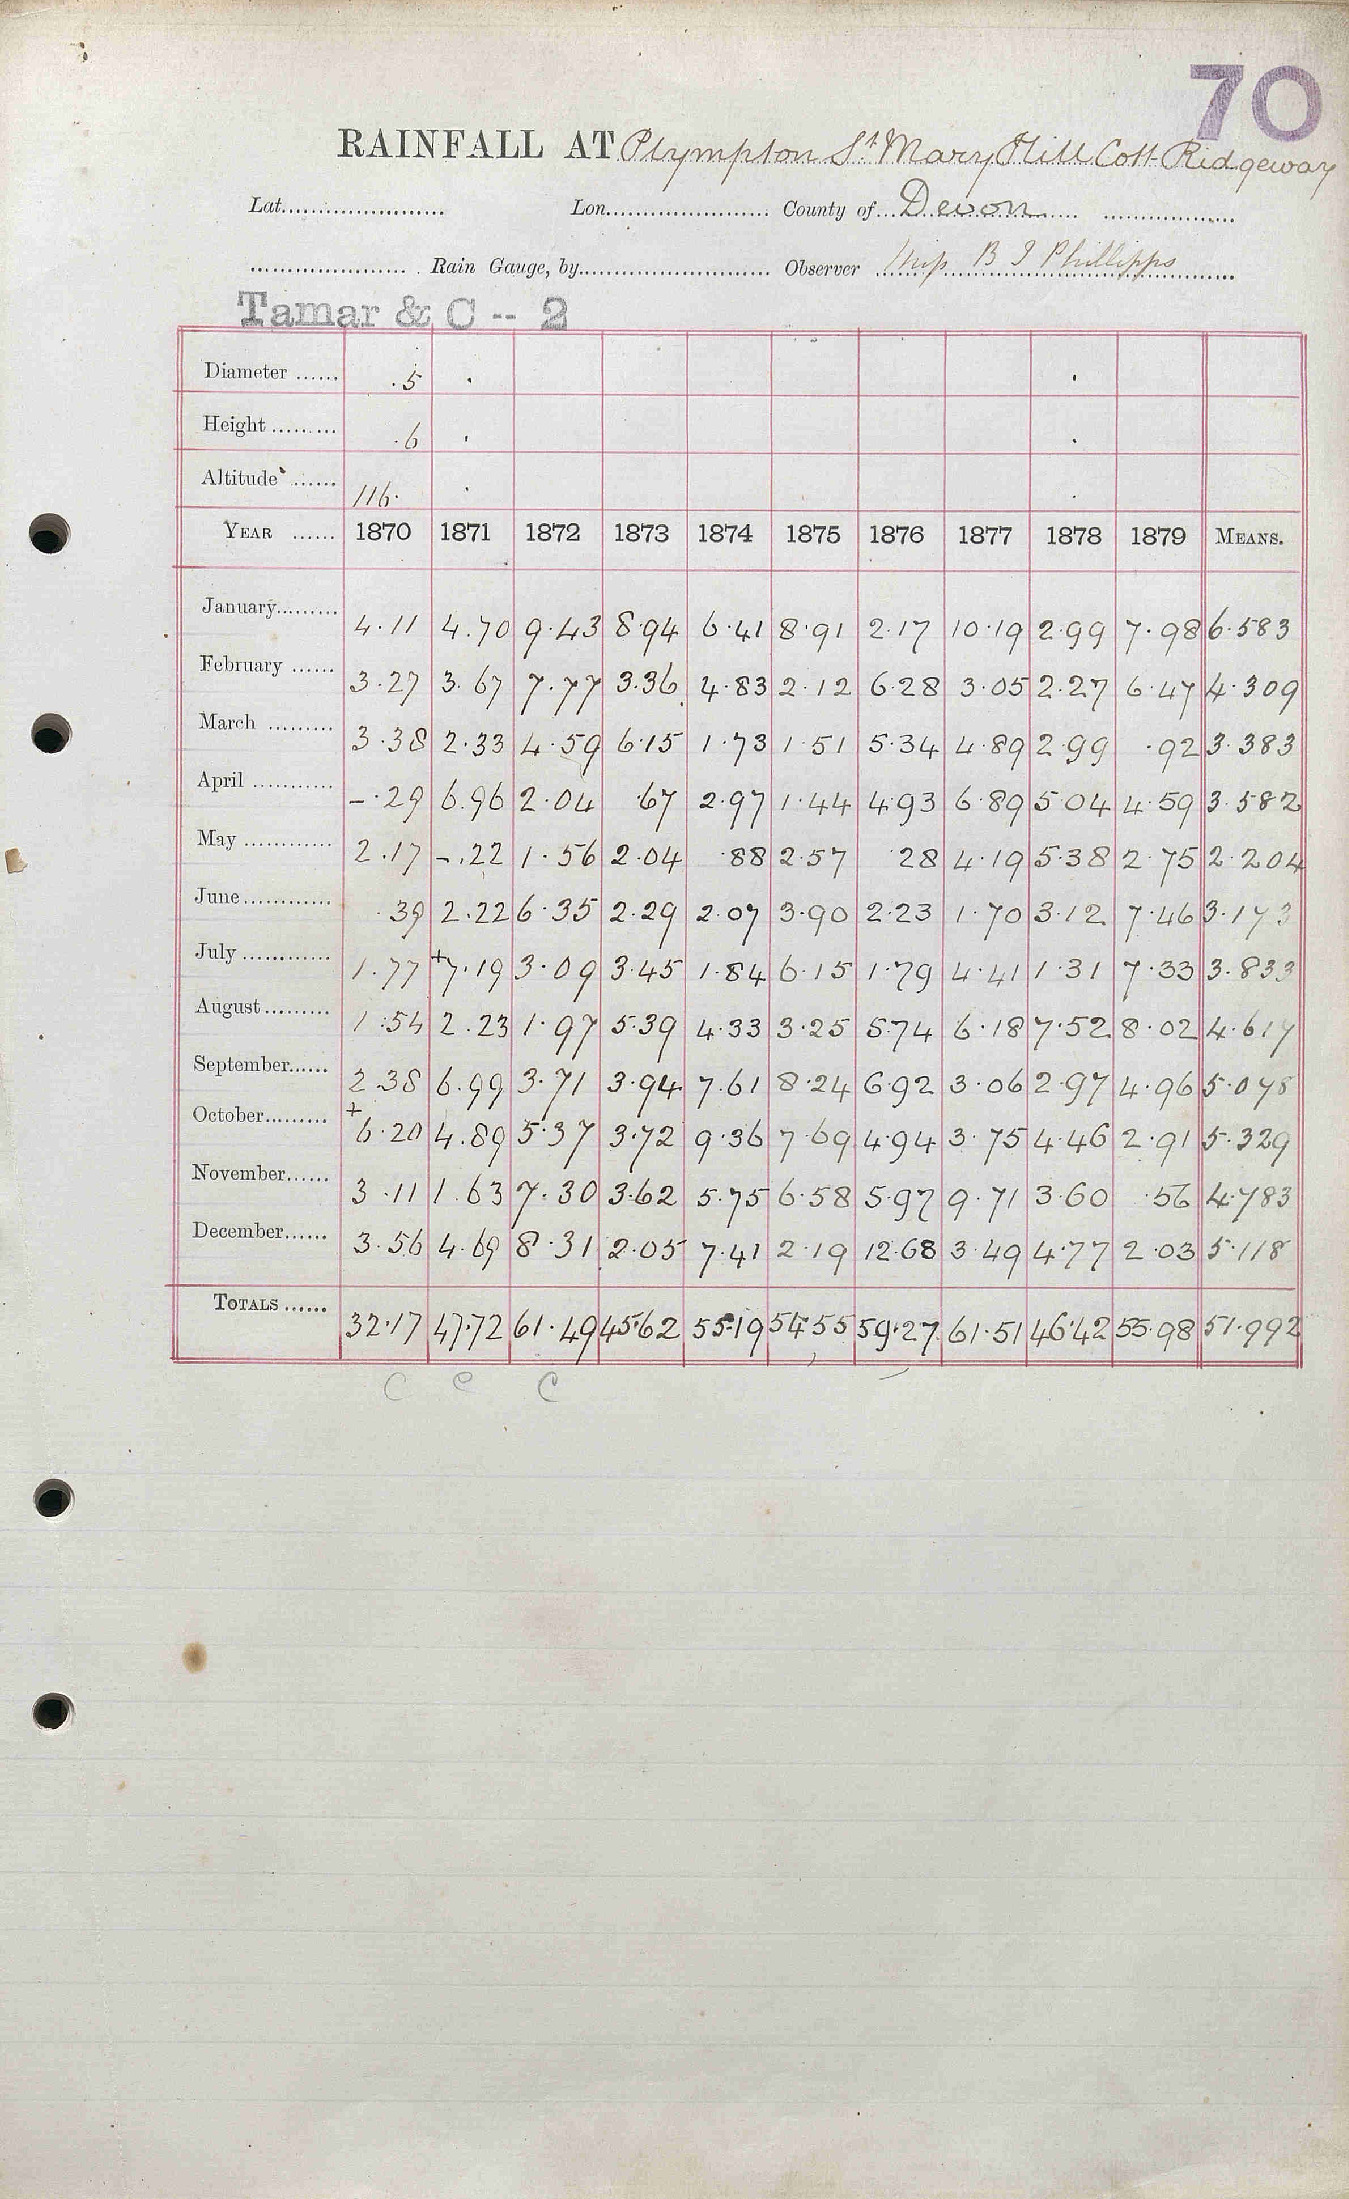 70
RAINFALL AT Plympton St Mary Hill Cott Ridgeway
Lat. Lon. County of Devon
Rain Gauge, by Observer Miss B J Phillipps
Tamar & C -- 2
Diameter ...... .5
Height ......... .6
Altitude ...... 116.
YEAR ...... 1870 1871 1872 1873 1874 1875 1876 1877 1878 1879 MEANS.
January......... 4.11 4.70 9.43 8.94 6.41 8.91 2.17 10.19 2.99 7.98 6.583
February ...... 3.27 3.67 7.77 3.36 4.83 2.12 6.28 3.05 2.27 6.47 4.309
March ......... 3.38 2.33 4.59 6.15 1.73 1.51 5.34 4.89 2.99 .92 3.383
April ............ -.29 6.96 2.04 .67 2.97 1.44 4.93 6.89 5.04 4.59 3.582
May ............. 2.17 -.22 1.56 2.04 .88 2.57 28 4.19 5.38 2.75 2.204
June............. .39 2.22 6.35 2.29 2.07 3.90 2.23 1.70 3.12 7.46 3.173
July ............. 1.77 +7.19 3.09 3.45 1.84 6.15 1.79 4.41 1.31 7.33 3.833
August.......... 1.54 2.23 1.97 5.39 4.33 3.25 5.74 6.18 7.52 8.02 4.617
September...... 2.38 6.99 3.71 3.94 7.61 8.24 6.92 3.06 2.97 4.96 5.078
October......... +6.20 4.89 5.37 3.72 9.36 7.69 4.94 3.75 4.46 2.91 5.329
November...... 3.11 1.63 7.30 3.62 5.75 6.58 5.97 9.71 3.60 .56 4.783
December...... 3.56 4.69 8.31 2.05 7.41 2.19 12.68 3.49 4.77 2.03 5.118
TOTALS ...... 32.17 47.72 61.49 45.62 55.19 54.55 59.27 61.51 46.42 55.98 51.992
C C C